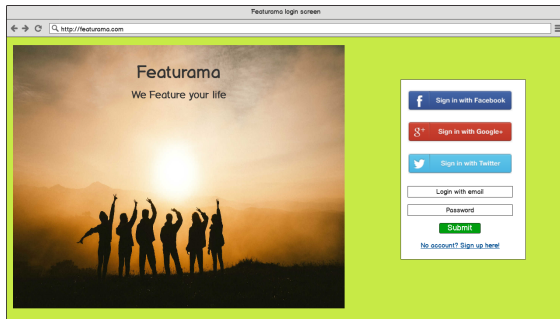 Featurama login screen
http://featurama.com
Featurama
We Feature your life
f Sign in with Facebook
g+ Sign in with Google+
Sign in with Twitter
Login with email
Password
Submit
No account? Sign up here!